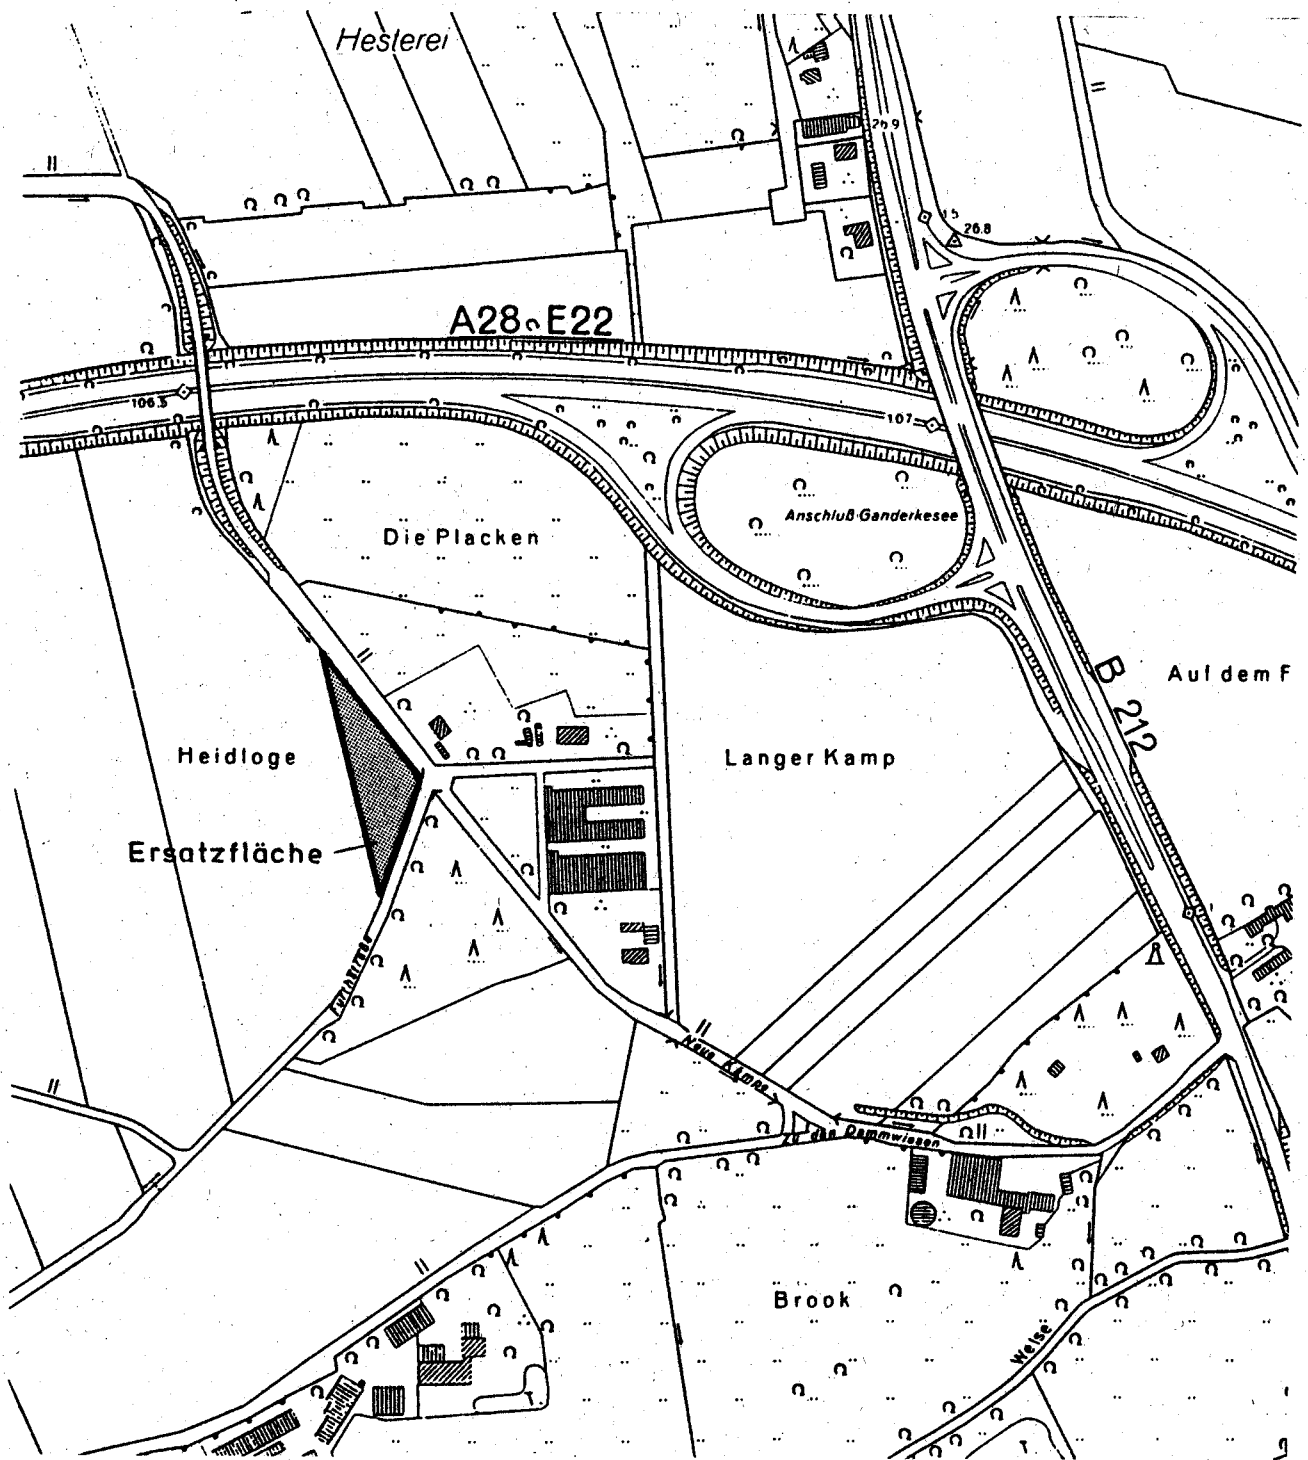 Hesterei
26.9
15
26.8
A28 E22
106.5
107
Anschluß Ganderkesee
Die Placken
B 212
Auf dem F
Heidloge
Langer Kamp
Ersatzfläche
Neue Kämpe
Zu den Dammwiesen
Brook
Welse